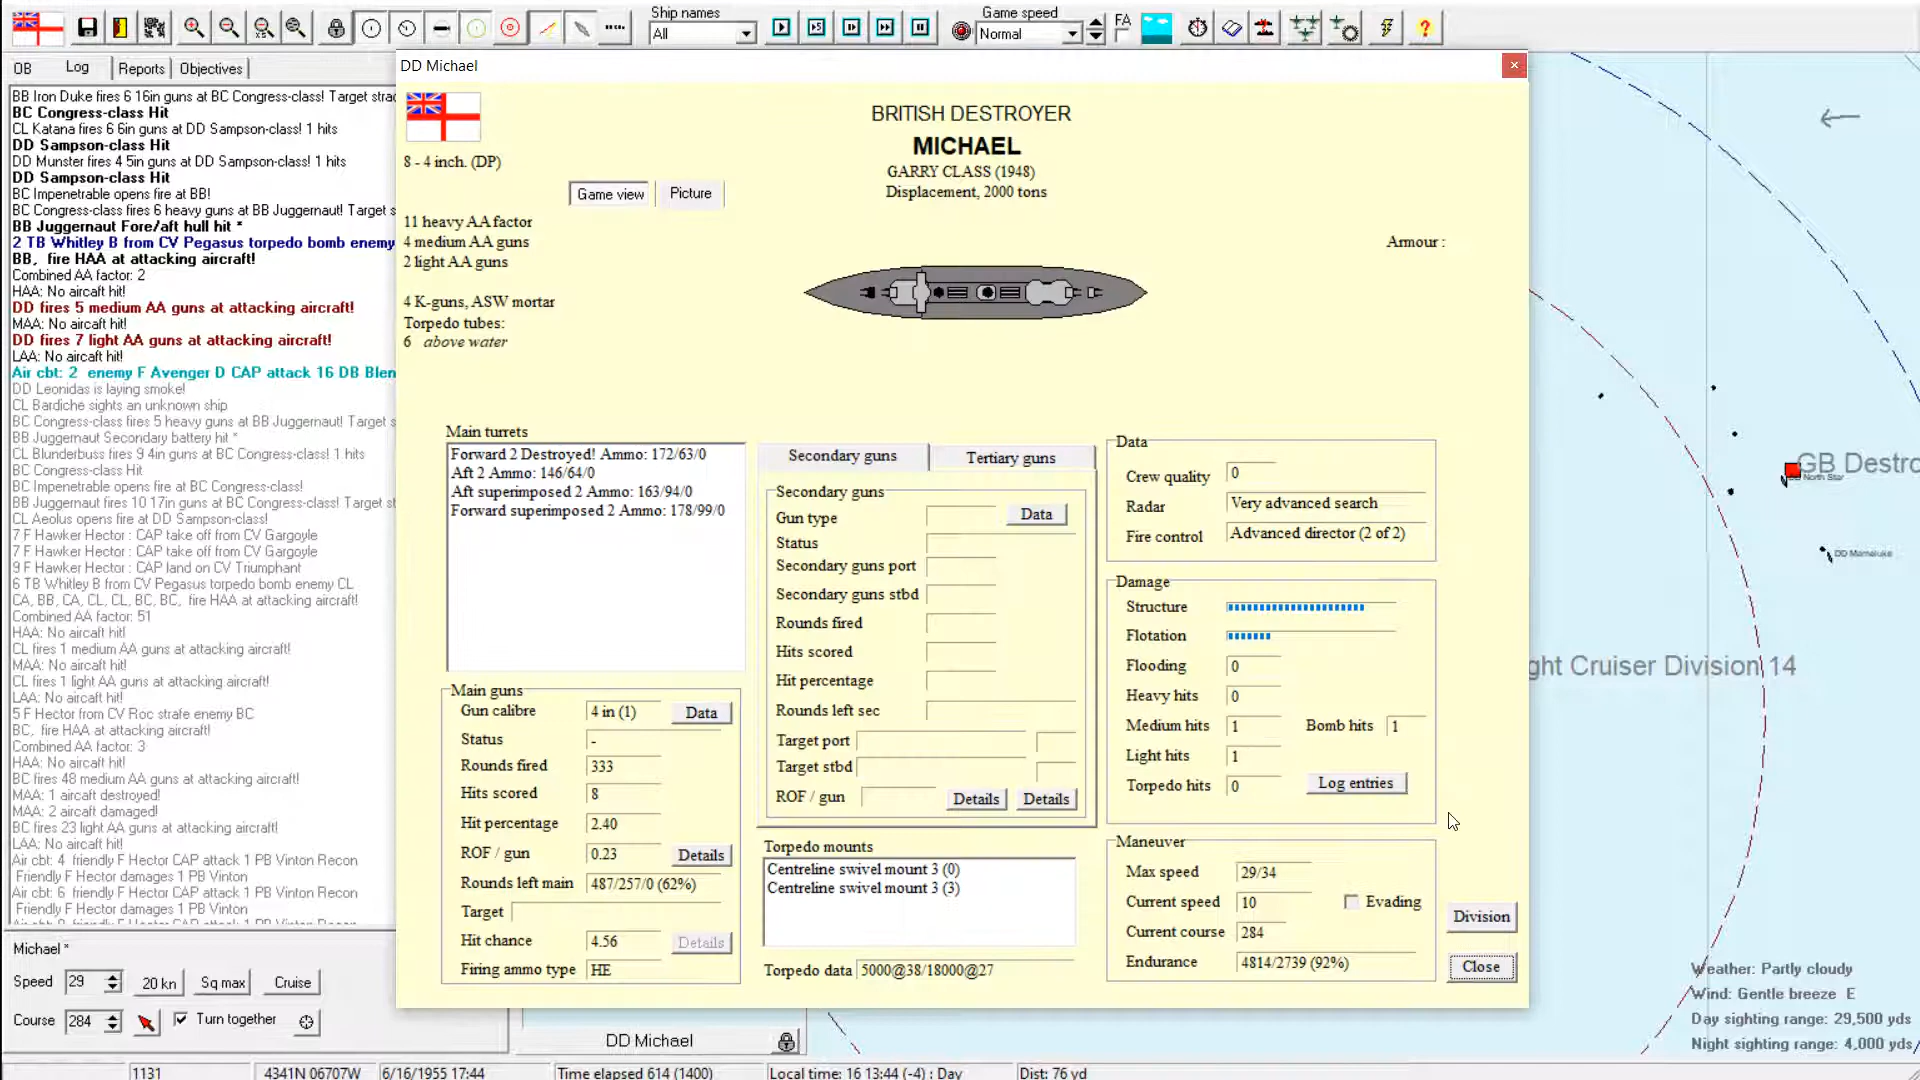 Ship names
All
Game speed
Normal
FA
OB
Log
Reports
Objectives
BB Iron Duke fires 6 16in guns at BC Congress-class! Target
BC Congress-class Hit
CL Katana fires 6 6in guns at DD Sampson-class! 1 hits
DD Sampson-class Hit
DD Munster fires 4 5in guns at DD Sampson-class! 1 hits
DD Sampson-class Hit
BC Impenetrable opens fire at BB!
BC Congress-class fires 6 heavy guns at BB Juggernaut! Target s
BB Juggernaut Fore/aft hull hit *
2 TB Whitley B from CV Pegasus torpedo bomb enemy
BB, fire HAA at attacking aircraft!
Combined AA factor: 2
HAA: No aircaft hit!
DD fires 5 medium AA guns at attacking aircraft!
MAA: No aircaft hit!
DD fires 7 light AA guns at attacking aircraft!
LAA: No aircaft hit!
Air cbt: 2 enemy F Avenger D CAP attack 16 DB Blen
DD Leonidas is laying smoke!
CL Bardiche sights an unknown ship
BC Congress-class fires 5 heavy guns at BB Juggernaut! Target s
BB Juggernaut Secondary battery hit *
CL Blunderbuss fires 9 4in guns at BC Congress-class! 1 hits
BC Congress-class Hit
BC Impenetrable opens fire at BC Congress-class!
BB Juggernaut fires 10 17in guns at BC Congress-class! Target st
CL Aeolus opens fire at DD Sampson-class!
7 F Hawker Hector : CAP take off from CV Gargoyle
7 F Hawker Hector : CAP take off from CV Gargoyle
9 F Hawker Hector : CAP land on CV Triumphant
6 TB Whitley B from CV Pegasus torpedo bomb enemy CL
CA, BB, CA, CL, CL, BC, BC, fire HAA at attacking aircraft!
Combined AA factor: 51
HAA: No aircaft hit!
CL fires 1 medium AA guns at attacking aircraft!
MAA: No aircaft hit!
CL fires 1 light AA guns at attacking aircraft!
LAA: No aircaft hit!
5 F Hector from CV Roc strafe enemy BC
BC, fire HAA at attacking aircraft!
Combined AA factor: 3
HAA: No aircaft hit!
BC fires 48 medium AA guns at attacking aircraft!
MAA: 1 aircaft destroyed!
MAA: 2 aircaft damaged!
BC fires 23 light AA guns at attacking aircraft!
LAA: No aircaft hit!
Air cbt: 4 friendly F Hector CAP attack 1 PB Vinton Recon
Friendly F Hector damages 1 PB Vinton
Air cbt: 6 friendly F Hector CAP attack 1 PB Vinton Recon
Friendly F Hector damages 1 PB Vinton
Michael *
Speed 29 20 kn Sq max Cruise
Course 284 Turn together
DD Michael
BRITISH DESTROYER
MICHAEL
GARRY CLASS (1948)
Displacement, 2000 tons
8 - 4 inch. (DP)
Game view Picture
11 heavy AA factor
4 medium AA guns
2 light AA guns
Armour :
4 K-guns, ASW mortar
Torpedo tubes:
6 above water
Main turrets
Forward 2 Destroyed! Ammo: 172/63/0
Aft 2 Ammo: 146/64/0
Aft superimposed 2 Ammo: 163/94/0
Forward superimposed 2 Ammo: 178/99/0
Main guns
Gun calibre 4 in (1) Data
Status -
Rounds fired 333
Hits scored 8
Hit percentage 2.40
ROF / gun 0.23 Details
Rounds left main 487/257/0 (62%)
Target
Hit chance 4.56 Details
Firing ammo type HE
Secondary guns Tertiary guns
Secondary guns
Gun type Data
Status
Secondary guns port
Secondary guns stbd
Rounds fired
Hits scored
Hit percentage
Rounds left sec
Target port
Target stbd
ROF / gun Details Details
Torpedo mounts
Centreline swivel mount 3 (0)
Centreline swivel mount 3 (3)
Torpedo data 5000@38/18000@27
Data
Crew quality 0
Radar Very advanced search
Fire control Advanced director (2 of 2)
Damage
Structure
Flotation
Flooding 0
Heavy hits 0
Medium hits 1 Bomb hits 1
Light hits 1
Torpedo hits 0 Log entries
Maneuver
Max speed 29/34
Current speed 10 Evading
Current course 284
Endurance 4814/2739 (92%)
Division
Close
GB Destro
DD North Star
DD Mameluke
ght Cruiser Division 14
Weather: Partly cloudy
Wind: Gentle breeze E
Day sighting range: 29,500 yds
Night sighting range: 4,000 yds
DD Michael
1131 4341N 06707W 6/16/1955 17:44 Time elapsed 614 (1400) Local time: 16 13:44 (-4) : Day Dist: 76 yd